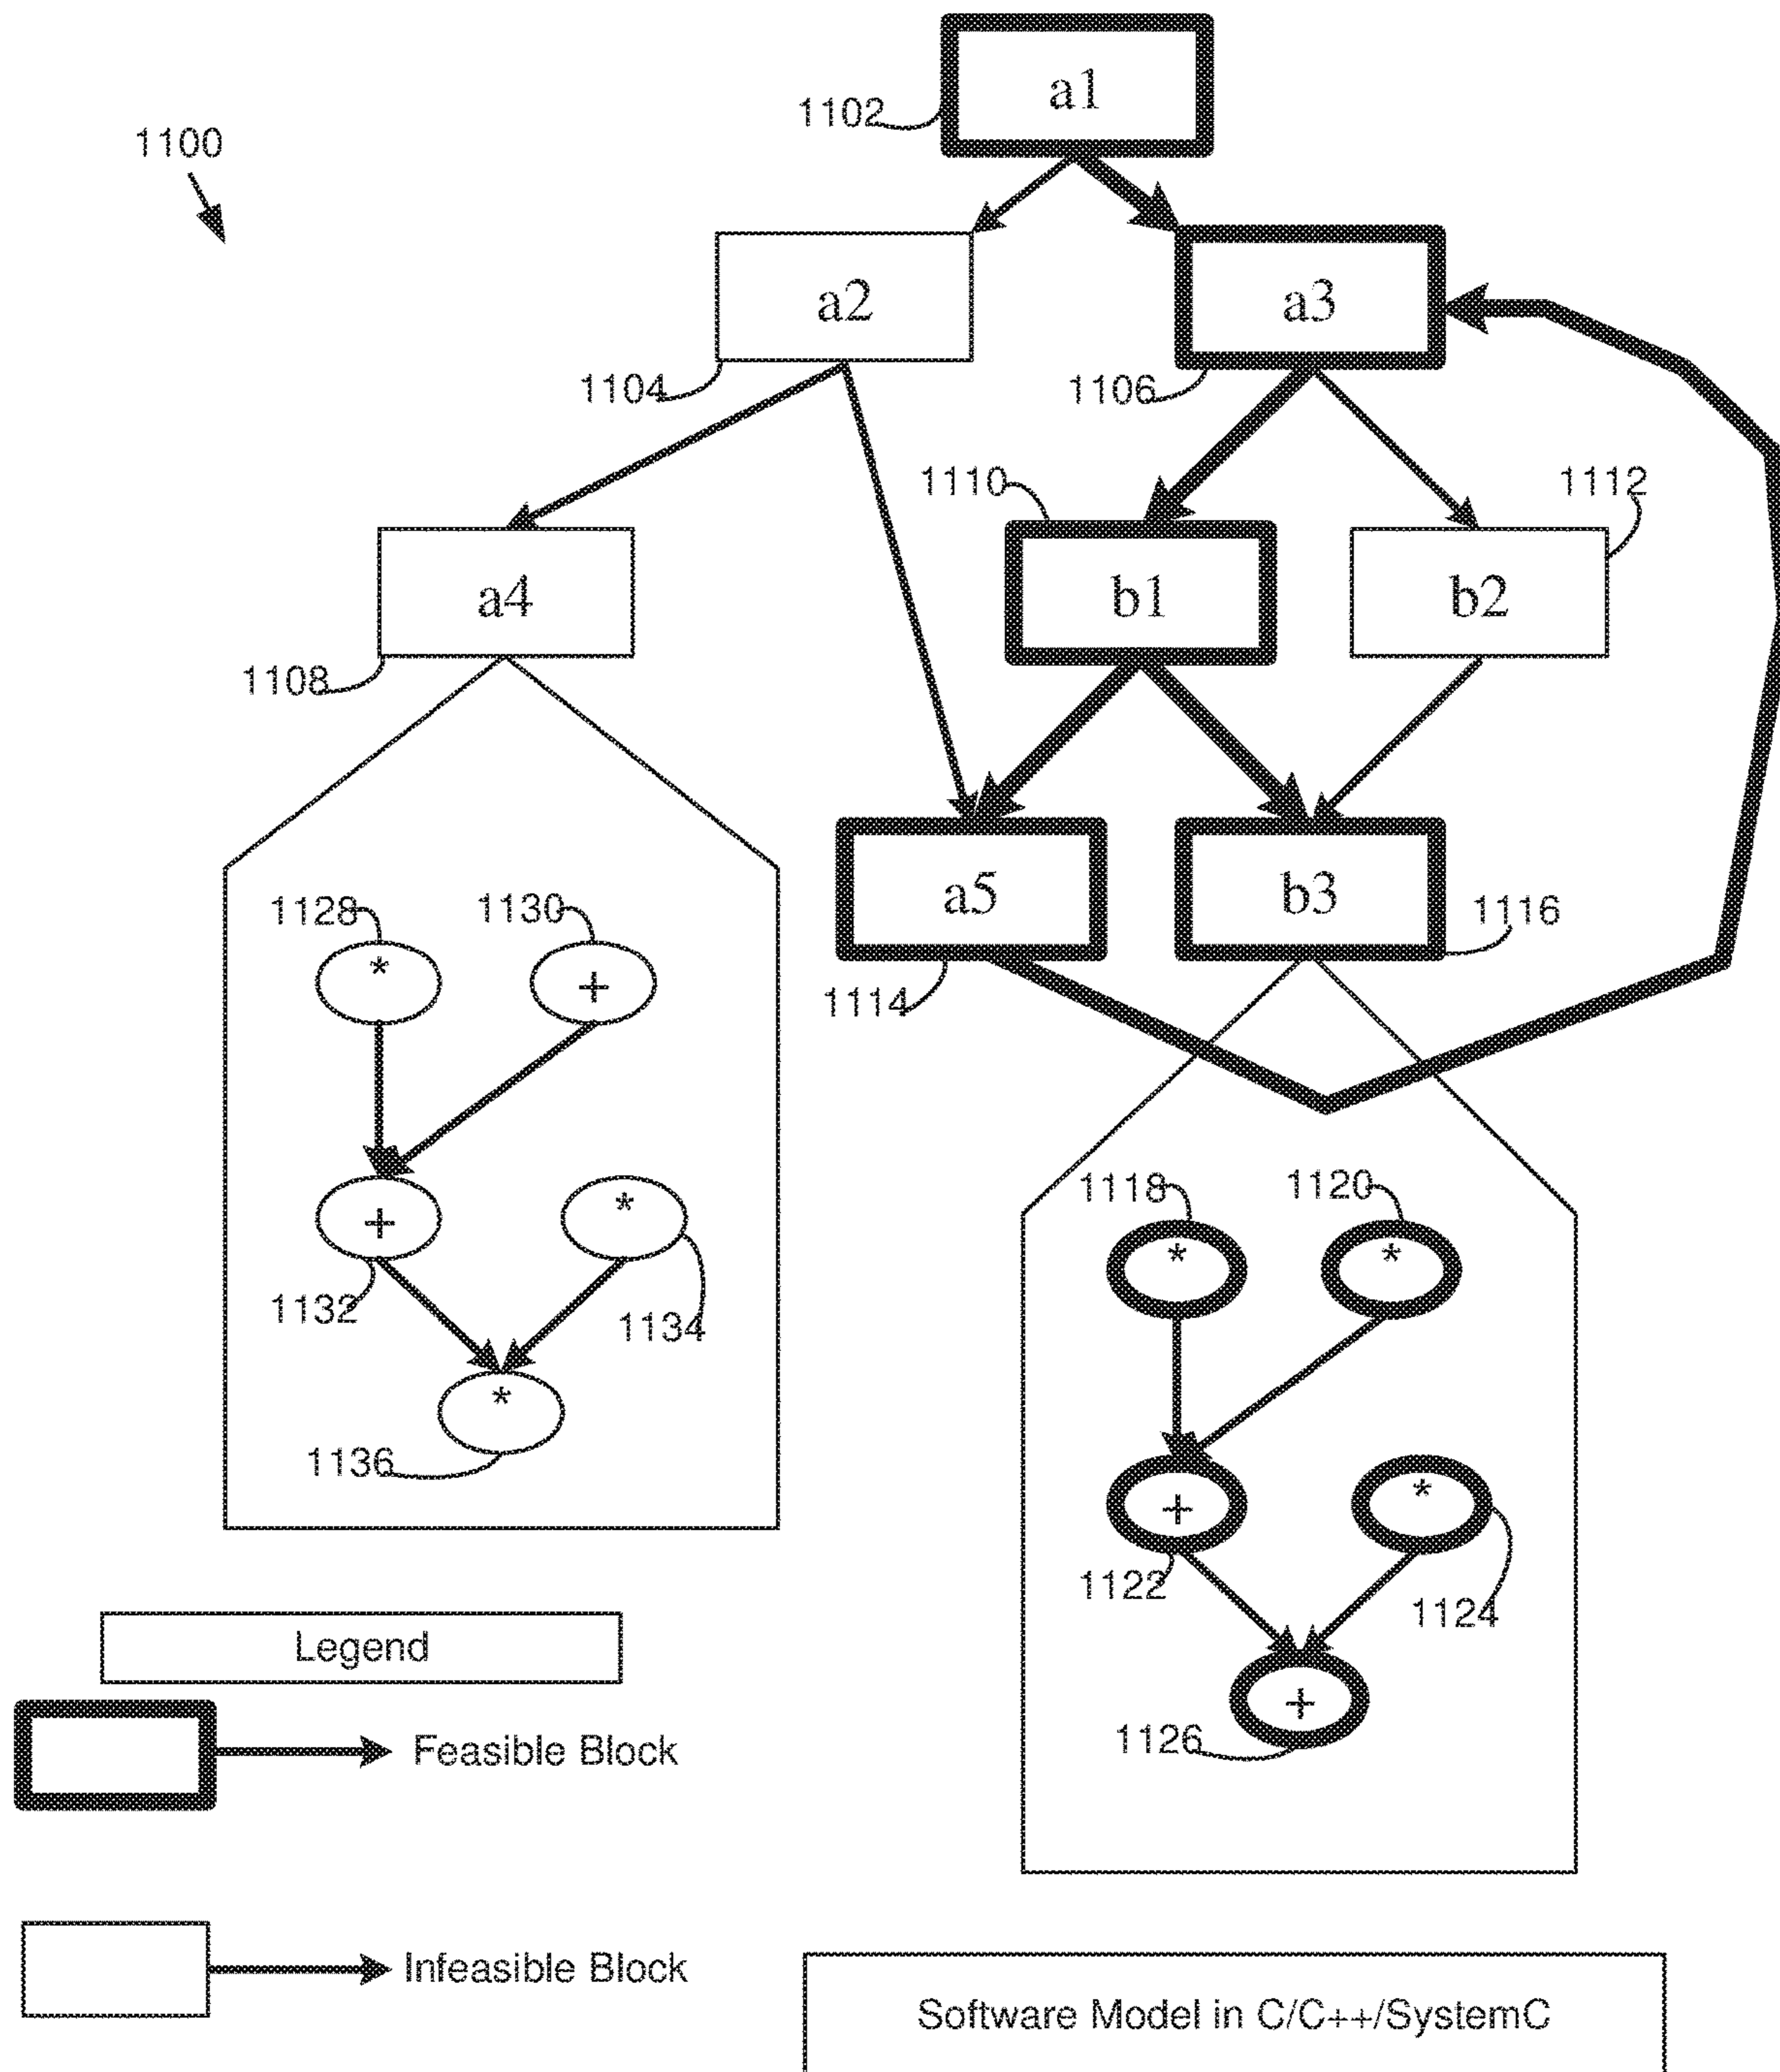 a1
1102
1100
a2
a3
1104
1106
1110
1112
a4
b1
b2
1108
a5
b3
1128
1130
1116
*
+
1114
1118
1120
+
*
*
*
1132
1134
*
1136
+
*
1122
1124
Legend
+
1126
Feasible Block
Infeasible Block
Software Model in C/C++/SystemC